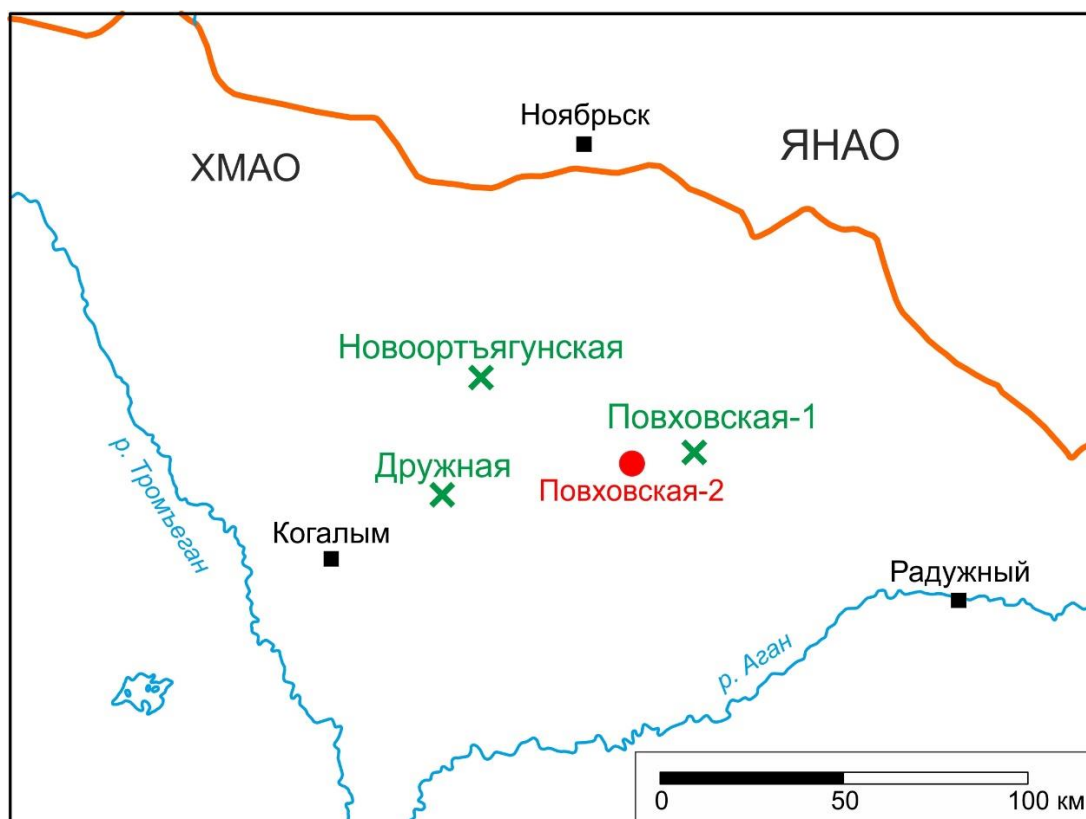 Ноябрьск
ХМАО
ЯНАО
Новоортъягунская
Повховская-1
Дружная
Повховская-2
р. Тромъеган
Когалым
Радужный
р. Аган
0 50 100 км